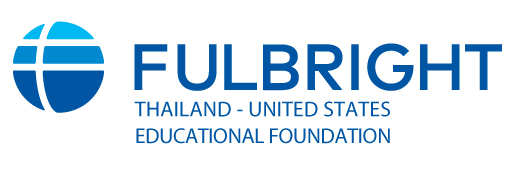 FULBRIGHT
THAILAND - UNITED STATES
EDUCATIONAL FOUNDATION